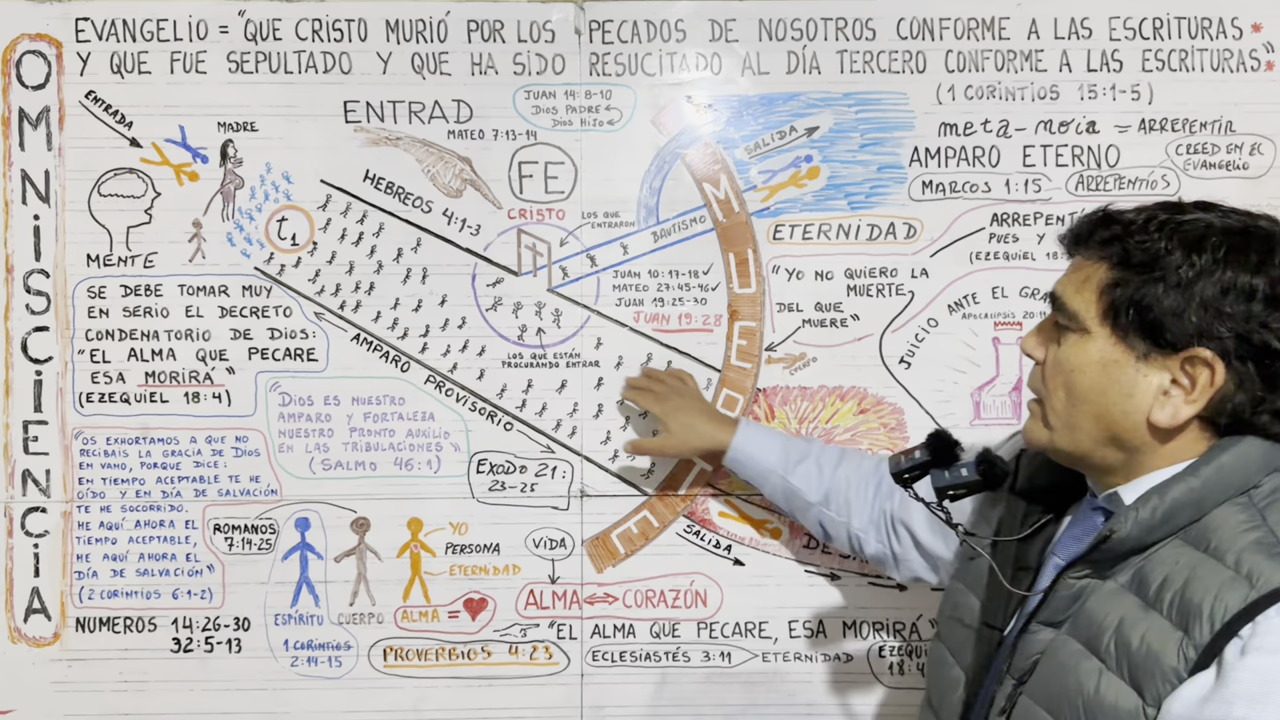 EVANGELIO = "QUE CRISTO MURIÓ POR LOS PECADOS DE NOSOTROS CONFORME A LAS ESCRITURAS *
Y QUE FUE SEPULTADO Y QUE HA SIDO RESUCITADO AL DÍA TERCERO CONFORME A LAS ESCRITURAS" *
(1 CORINTIOS 15:1-5)
OMNISCIENCIA
ENTRADA
MADRE
MENTE
t1
ENTRAD
MATEO 7:13-14
JUAN 14:8-10
DIOS PADRE
DIOS HIJO
FE
CRISTO
HEBREOS 4:1-3
LOS QUE
ENTRARON
BAUTISMO
SALIDA
meta-noia = ARREPENTIR
AMPARO ETERNO
CREED EN EL
EVANGELIO
MARCOS 1:15
ARREPENTÍOS
ETERNIDAD
ARREPENT
PUES Y
(EZEQUIEL 18:
"YO NO QUIERO LA
MUERTE
DEL QUE
MUERE"
CUERPO
JUICIO ANTE EL GRA
APOCALIPSIS 20:11
JUAN 10:17-18 ✓
MATEO 27:45-46 ✓
JUAN 19:25-30
JUAN 19:28
LOS QUE ESTÁN
PROCURANDO ENTRAR
MUERTE
SE DEBE TOMAR MUY
EN SERIO EL DECRETO
CONDENATORIO DE DIOS:
"EL ALMA QUE PECARE
ESA MORIRÁ"
(EZEQUIEL 18:4)
AMPARO PROVISORIO
"DIOS ES NUESTRO
AMPARO Y FORTALEZA
NUESTRO PRONTO AUXILIO
EN LAS TRIBULACIONES"
(SALMO 46:1)
EXODO 21:
23-25
"OS EXHORTAMOS A QUE NO
RECIBAIS LA GRACIA DE DIOS
EN VANO, PORQUE DICE:
EN TIEMPO ACEPTABLE TE HE
OÍDO Y EN DÍA DE SALVACIÓN
TE HE SOCORRIDO.
HE AQUÍ AHORA EL
TIEMPO ACEPTABLE,
HE AQUÍ AHORA EL
DÍA DE SALVACIÓN"
(2 CORINTIOS 6:1-2)
ROMANOS
7:14-25
YO
PERSONA
ETERNIDAD
ESPÍRITU
CUERPO
ALMA =
1 CORINTIOS
2:14-15
VIDA
ALMA ⇔ CORAZÓN
SALIDA
NUMEROS 14:26-30
32:5-13
PROVERBIOS 4:23
"EL ALMA QUE PECARE, ESA MORIRÁ"
ECLESIASTÉS 3:11
ETERNIDAD
EZEQUI
18:4